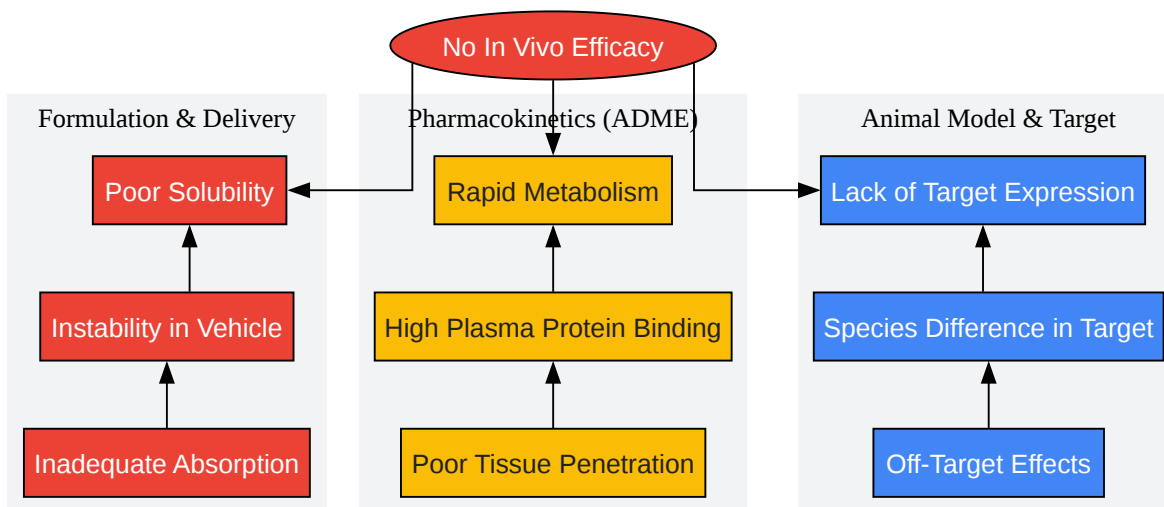 No In Vivo Efficacy
Formulation & Delivery
Poor Solubility
Instability in Vehicle
Inadequate Absorption
Pharmacokinetics (ADME)
Rapid Metabolism
High Plasma Protein Binding
Poor Tissue Penetration
Animal Model & Target
Lack of Target Expression
Species Difference in Target
Off-Target Effects